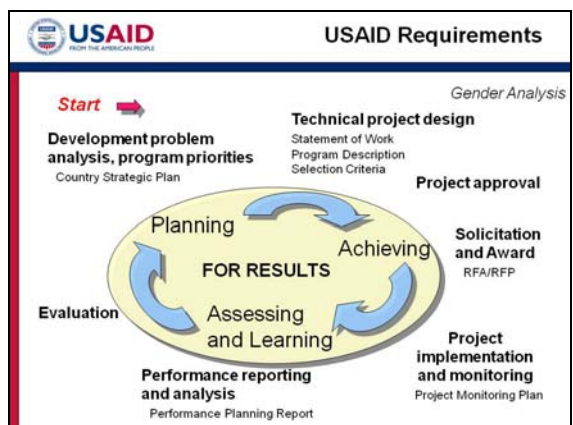 USAID
FROM THE AMERICAN PEOPLE
USAID Requirements
Gender Analysis
Start
Development problem
analysis, program priorities
Country Strategic Plan
Technical project design
Statement of Work
Program Description
Selection Criteria
Project approval
Solicitation
and Award
RFA/RFP
Project
implementation
and monitoring
Project Monitoring Plan
Performance reporting
and analysis
Performance Planning Report
Evaluation
Planning
Achieving
FOR RESULTS
Assessing
and Learning